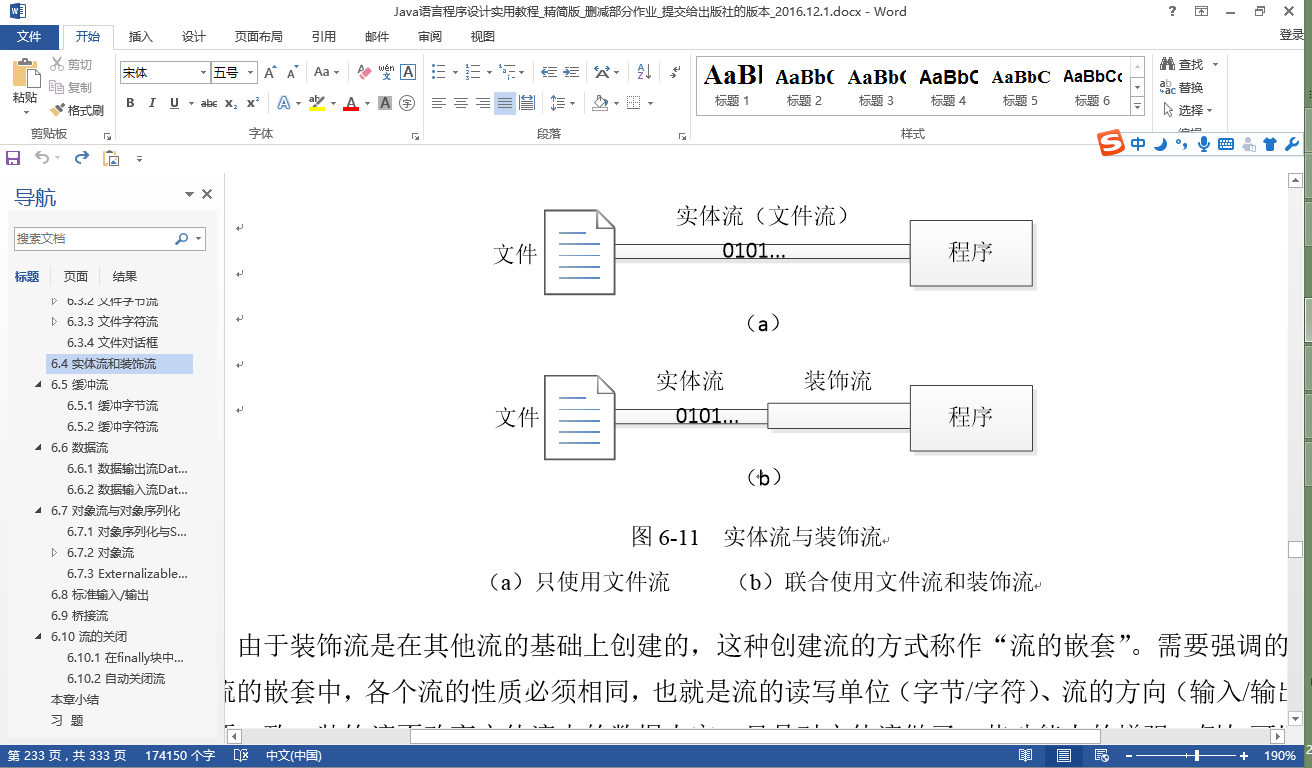 Java语言程序设计实用教程_精简版_删减部分作业_提交给出版社的版本_2016.12.1.docx - Word
文件 开始 插入 设计 页面布局 引用 邮件 审阅 视图 登录
粘贴 剪切
复制
格式刷
剪贴板
宋体 五号
字体
段落
AaBl AaBbC AaBbC AaBbC AaBbC AaBbCc
标题 1 标题 2 标题 3 标题 4 标题 5 标题 6
样式
查找
替换
选择
中
导航
搜索文档
标题 页面 结果
6.3.2 文件字节流
6.3.3 文件字符流
6.3.4 文件对话框
6.4 实体流和装饰流
6.5 缓冲流
6.5.1 缓冲字节流
6.5.2 缓冲字符流
6.6 数据流
6.6.1 数据输出流Dat...
6.6.2 数据输入流Dat...
6.7 对象流与对象序列化
6.7.1 对象序列化与S...
6.7.2 对象流
6.7.3 Externalizable...
6.8 标准输入/输出
6.9 桥接流
6.10 流的关闭
6.10.1 在finally块中...
6.10.2 自动关闭流
本章小结
习 题
实体流（文件流）
文件 0101... 程序
（a）
实体流 装饰流
文件 0101... 程序
（b）
图 6-11 实体流与装饰流
（a）只使用文件流 （b）联合使用文件流和装饰流
由于装饰流是在其他流的基础上创建的，这种创建流的方式称作“流的嵌套”。需要强调的
流的嵌套中，各个流的性质必须相同，也就是流的读写单位（字节/字符）、流的方向（输入/输出
第 233 页，共 333 页 174150 个字 中文(中国) 190%